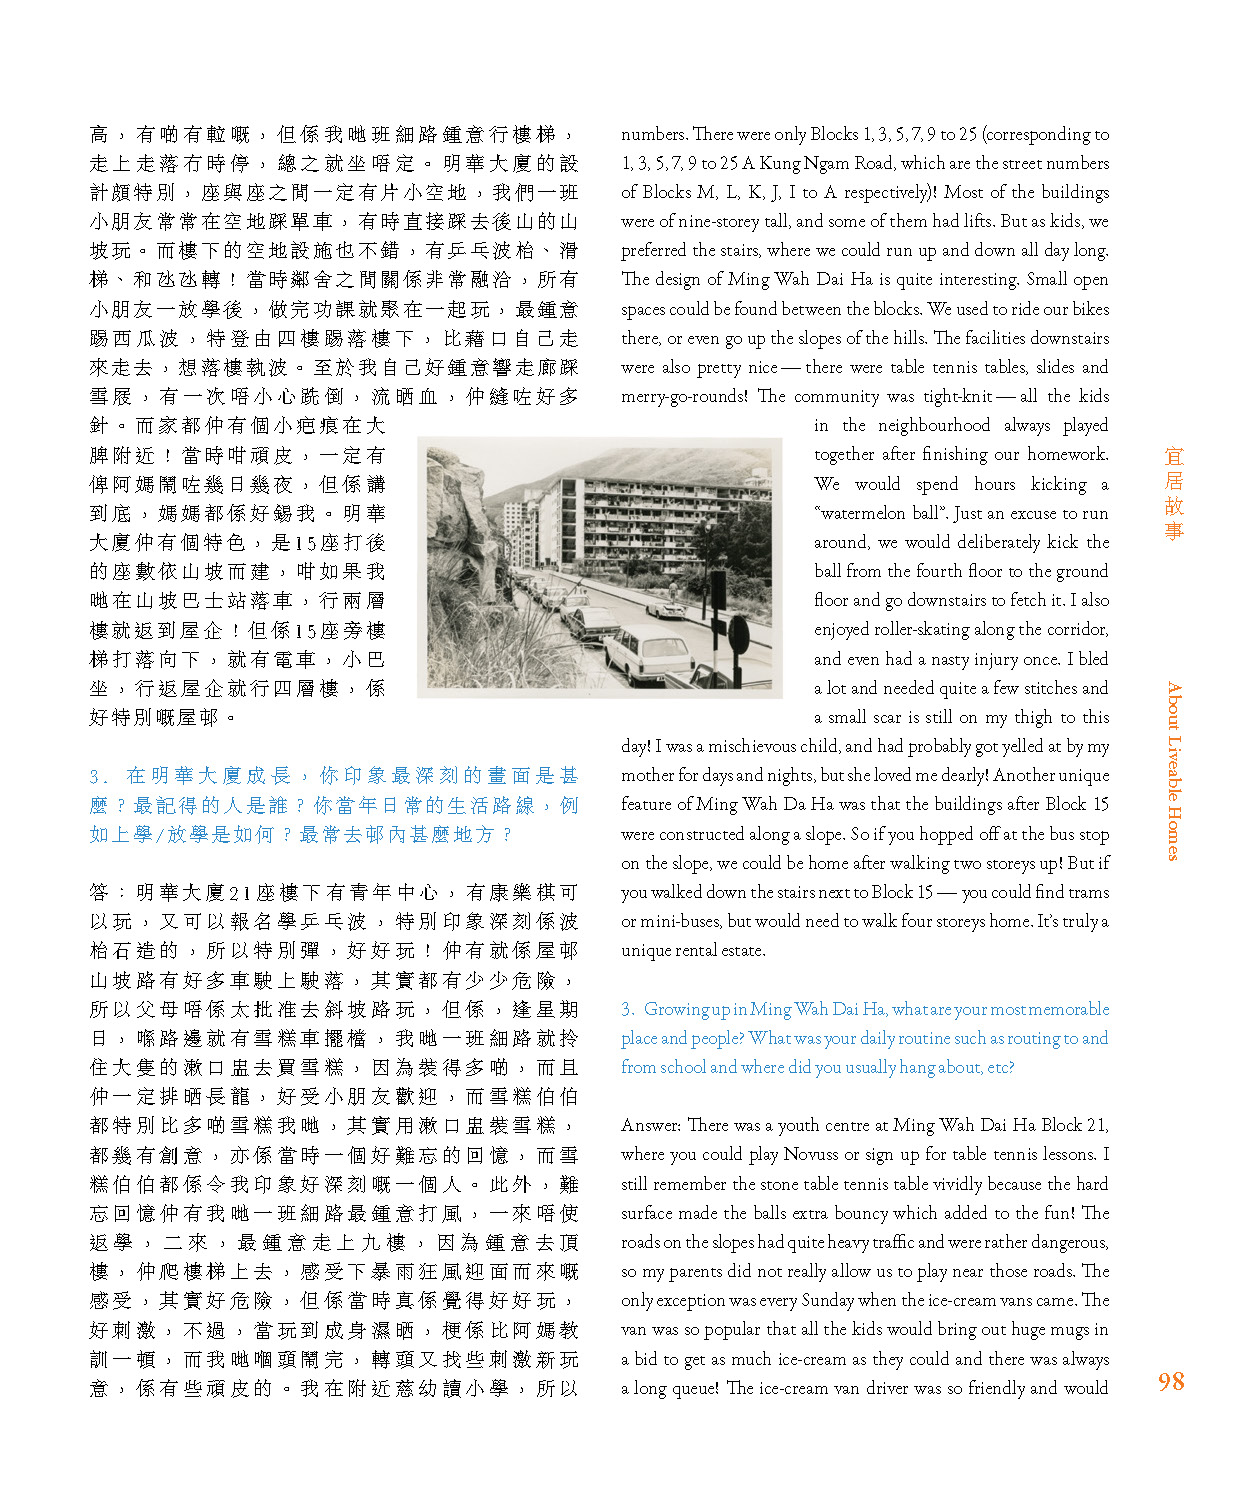 高，有啲有𨋢嘅，但係我哋班細路鍾意行樓梯，
走上走落冇時停，總之就坐唔定。明華大廈的設
計頗特別，座與座之間一定有片小空地，我們一班
小朋友常常在空地踩單車，有時直接踩去後山的山
坡玩。而樓下的空地設施也不錯，有乒乓波枱、滑
梯、和氹氹轉！當時鄰舍之間關係非常融洽，所有
小朋友一放學後，做完功課就聚在一起玩，最鍾意
踢西瓜波，特登由四樓踢落樓下，比藉口自己走
來走去，想落樓執波。至於我自己好鍾意響走廊踩
雪屐，有一次唔小心跣倒，流晒血，仲縫咗好多
針。而家都仲有個小疤痕在大
脾附近！當時咁頑皮，一定有
俾阿媽鬧咗幾日幾夜，但係講
到底，媽媽都係好錫我。明華
大廈仲有個特色，是15座打後
的座數依山坡而建，咁如果我
哋在山坡巴士站落車，行兩層
樓就返到屋企！但係15座旁樓
梯打落向下，就有電車，小巴
坐，行返屋企就行四層樓，係
好特別嘅屋邨。
3. 在明華大廈成長，你印象最深刻的畫面是甚
麼？最記得的人是誰？你當年日常的生活路線，例
如上學/放學是如何？最常去邨內甚麼地方？
答：明華大廈21座樓下有青年中心，有康樂棋可
以玩，又可以報名學乒乓波，特別印象深刻係波
枱石造的，所以特別彈，好好玩！仲有就係屋邨
山坡路有好多車駛上駛落，其實都有少少危險，
所以父母唔係太批准去斜坡路玩，但係，逢星期
日，喺路邊就有雪糕車擺檔，我哋一班細路就拎
住大隻的漱口盅去買雪糕，因為裝得多啲，而且
仲一定排晒長龍，好受小朋友歡迎，而雪糕伯伯
都特別比多啲雪糕我哋，其實用漱口盅裝雪糕，
都幾有創意，亦係當時一個好難忘的回憶，而雪
糕伯伯都係令我印象好深刻嘅一個人。此外，難
忘回憶仲有我哋一班細路最鍾意打風，一來唔使
返學，二來，最鍾意走上九樓，因為鍾意去頂
樓，仲爬樓梯上去，感受下暴雨狂風迎面而來嘅
感受，其實好危險，但係當時真係覺得好好玩，
好刺激，不過，當玩到成身濕晒，梗係比阿媽教
訓一頓，而我哋嗰頭鬧完，轉頭又找些刺激新玩
意，係有些頑皮的。我在附近慈幼讀小學，所以
numbers. There were only Blocks 1, 3, 5, 7, 9 to 25 (corresponding to
1, 3, 5, 7, 9 to 25 A Kung Ngam Road, which are the street numbers
of Blocks M, L, K, J, I to A respectively)! Most of the buildings
were of nine-storey tall, and some of them had lifts. But as kids, we
preferred the stairs, where we could run up and down all day long.
The design of Ming Wah Dai Ha is quite interesting. Small open
spaces could be found between the blocks. We used to ride our bikes
there, or even go up the slopes of the hills. The facilities downstairs
were also pretty nice — there were table tennis tables, slides and
merry-go-rounds! The community was tight-knit — all the kids
in the neighbourhood always played
together after finishing our homework.
We would spend hours kicking a
“watermelon ball”. Just an excuse to run
around, we would deliberately kick the
ball from the fourth floor to the ground
floor and go downstairs to fetch it. I also
enjoyed roller-skating along the corridor,
and even had a nasty injury once. I bled
a lot and needed quite a few stitches and
a small scar is still on my thigh to this
day! I was a mischievous child, and had probably got yelled at by my
mother for days and nights, but she loved me dearly! Another unique
feature of Ming Wah Da Ha was that the buildings after Block 15
were constructed along a slope. So if you hopped off at the bus stop
on the slope, we could be home after walking two storeys up! But if
you walked down the stairs next to Block 15 — you could find trams
or mini-buses, but would need to walk four storeys home. It’s truly a
unique rental estate.
3. Growing up in Ming Wah Dai Ha, what are your most memorable
place and people? What was your daily routine such as routing to and
from school and where did you usually hang about, etc?
Answer: There was a youth centre at Ming Wah Dai Ha Block 21,
where you could play Novuss or sign up for table tennis lessons. I
still remember the stone table tennis table vividly because the hard
surface made the balls extra bouncy which added to the fun! The
roads on the slopes had quite heavy traffic and were rather dangerous,
so my parents did not really allow us to play near those roads. The
only exception was every Sunday when the ice-cream vans came. The
van was so popular that all the kids would bring out huge mugs in
a bid to get as much ice-cream as they could and there was always
a long queue! The ice-cream van driver was so friendly and would
宜居故事
About Liveable Homes
98